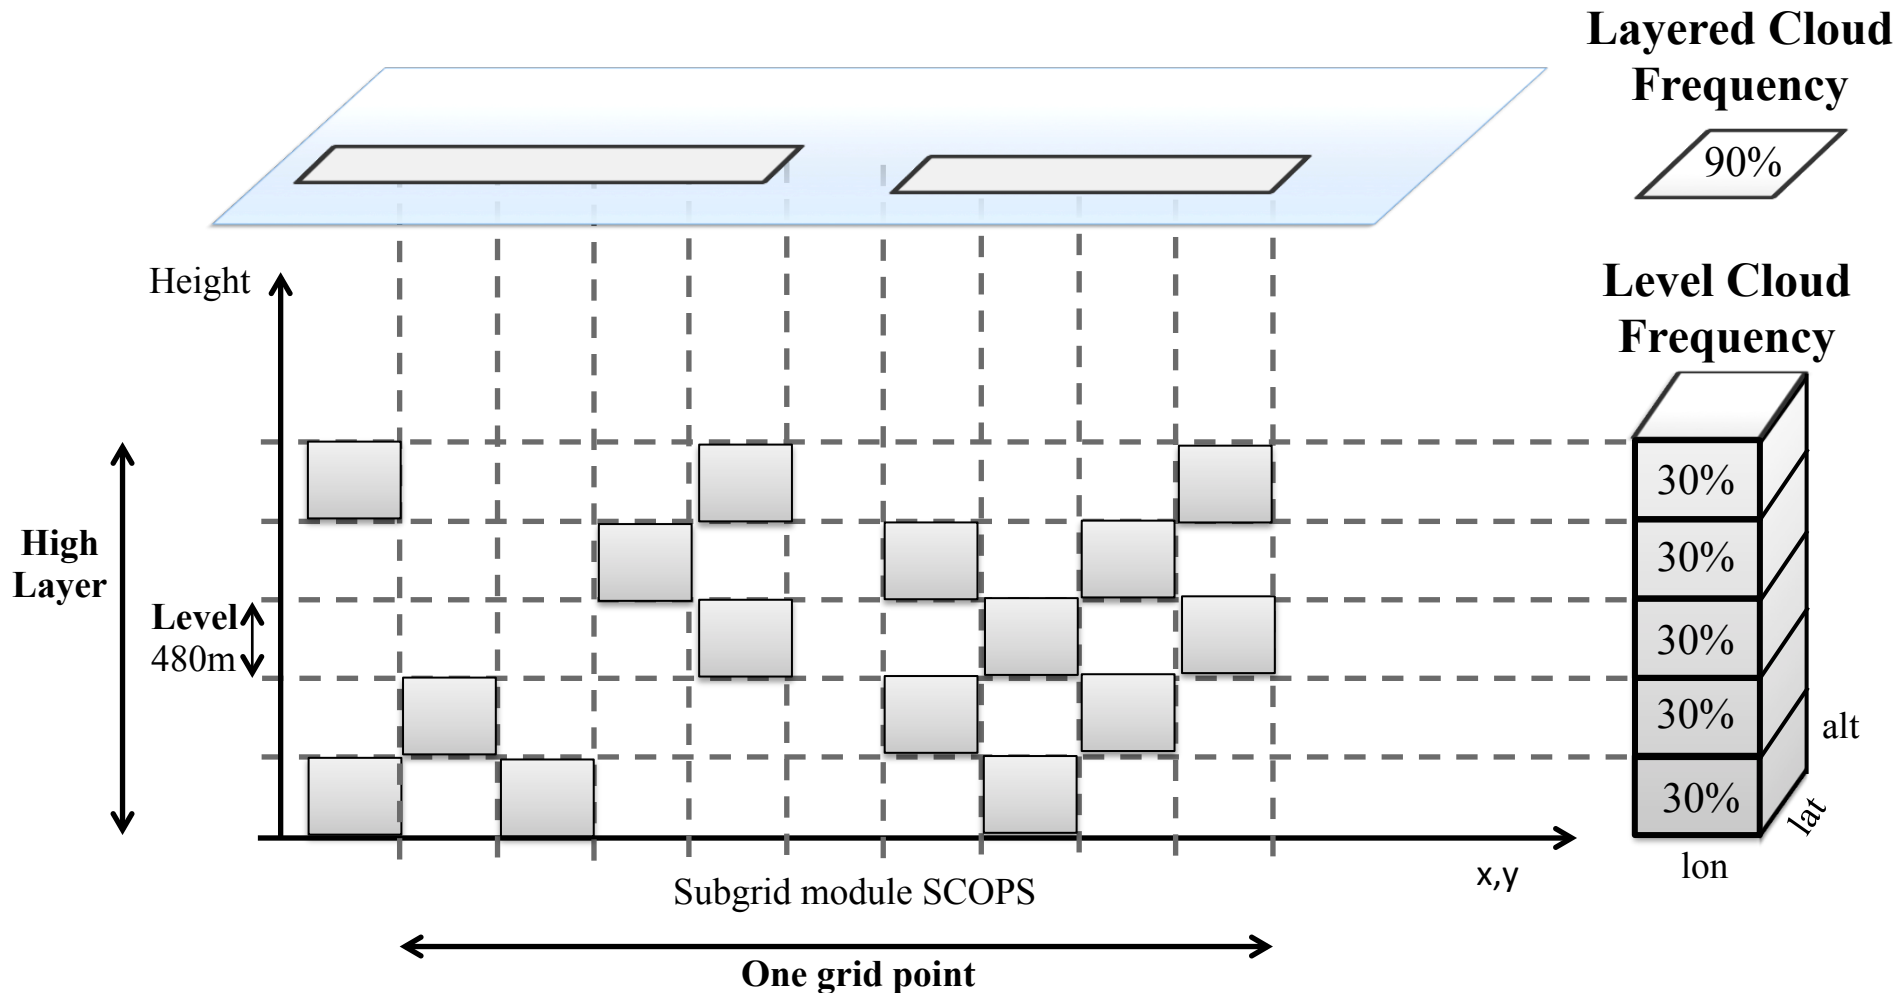 Layered Cloud
Frequency
90%
Height
Level Cloud
Frequency
30%
30%
30%
30%
30%
High
Layer
Level
480m
alt
lat
lon
x,y
Subgrid module SCOPS
One grid point